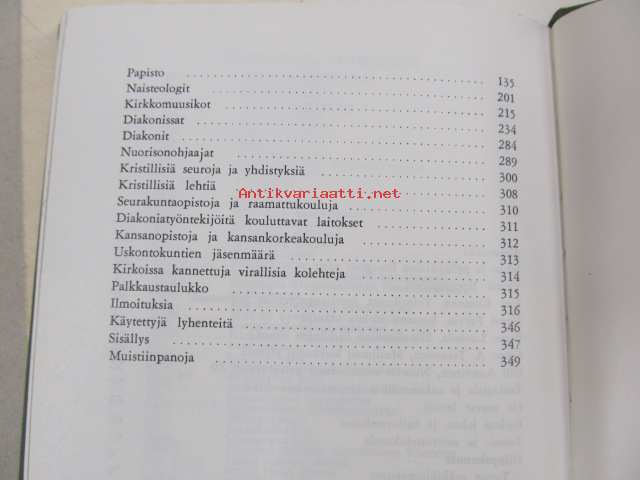 Papisto 135
Naisteologit 201
Kirkkomuusikot 215
Diakonissat 234
Diakonit 284
Nuorisonohjaajat 289
Kristillisiä seuroja ja yhdistyksiä 300
Kristillisiä lehtiä 308
Antikvariaatti.net
Seurakuntaopistoja ja raamattukouluja 310
Diakoniatyöntekijöitä kouluttavat laitokset 311
Kansanopistoja ja kansankorkeakouluja 312
Uskontokuntien jäsenmäärä 313
Kirkoissa kannettuja virallisia kolehteja 314
Palkkaustaulukko 315
Ilmoituksia 316
Käytettyjä lyhenteitä 346
Sisällys 347
Muistiinpanoja 349